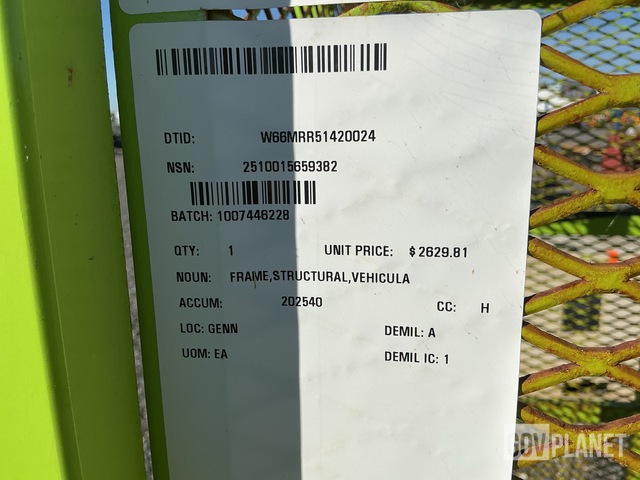 DTID: W66MRR51420024
NSN: 2510015659382
BATCH: 1007446228
QTY: 1 UNIT PRICE: $ 2629.81
NOUN: FRAME,STRUCTURAL,VEHICULA
ACCUM: 202540 CC: H
LOC: GENN DEMIL: A
UOM: EA DEMIL IC: 1
GOVPLANET